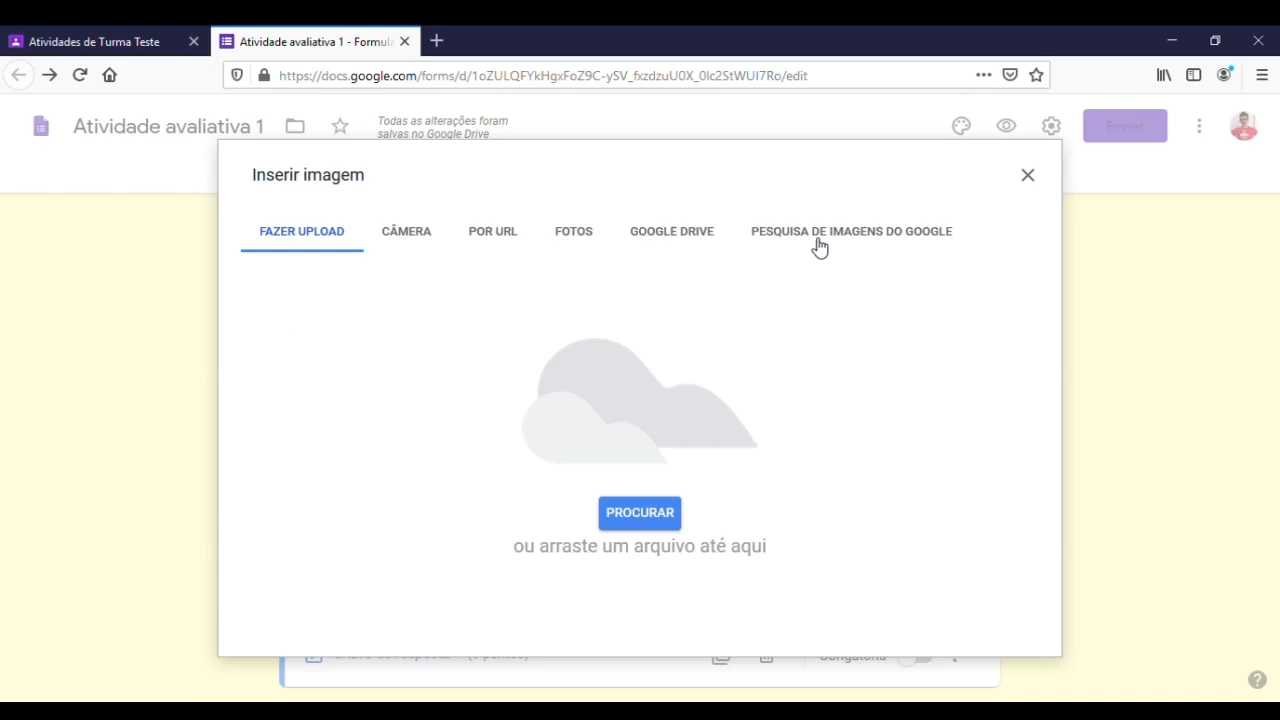 Atividades de Turma Teste
Atividade avaliativa 1 - Formula
https://docs.google.com/forms/d/1oZULQFYkHgxFoZ9C-ySV_fxzdzuU0X_0lc2StWUI7Ro/edit
Atividade avaliativa 1
Todas as alterações foram
salvas no Google Drive
Enviar
Inserir imagem
FAZER UPLOAD
CÂMERA
POR URL
FOTOS
GOOGLE DRIVE
PESQUISA DE IMAGENS DO GOOGLE
PROCURAR
ou arraste um arquivo até aqui
Obrigatória